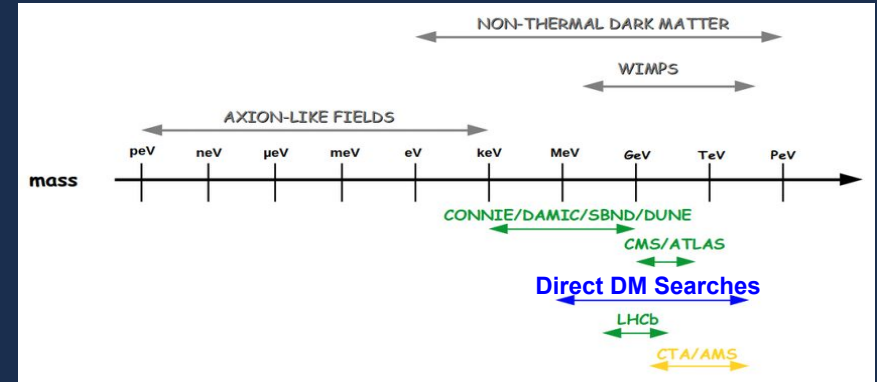 NON-THERMAL DARK MATTER
WIMPS
AXION-LIKE FIELDS
peV neV μeV meV eV keV MeV GeV TeV PeV
mass
CONNIE/DAMIC/SBND/DUNE
CMS/ATLAS
Direct DM Searches
LHCb
CTA/AMS